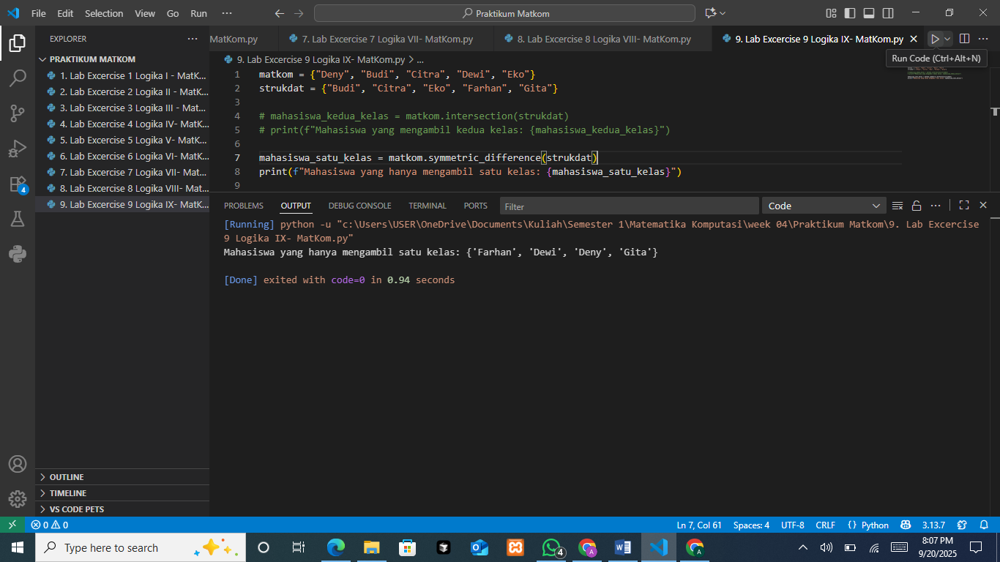 File Edit Selection View Go Run ···
Praktikum Matkom
EXPLORER
MatKom.py
7. Lab Excercise 7 Logika VII- MatKom.py
8. Lab Excercise 8 Logika VIII- MatKom.py
9. Lab Excercise 9 Logika IX- MatKom.py
Run Code (Ctrl+Alt+N)
PRAKTIKUM MATKOM
1. Lab Excercise 1 Logika I - MatK...
2. Lab Excercise 2 Logika II - MatK...
3. Lab Excercise 3 Logika III - Mat...
4. Lab Excercise 4 Logika IV- MatK...
5. Lab Excercise 5 Logika V- MatK...
6. Lab Excercise 6 Logika VI- MatK...
7. Lab Excercise 7 Logika VII- Mat...
8. Lab Excercise 8 Logika VIII- Mat...
9. Lab Excercise 9 Logika IX- MatK...
4
OUTLINE
TIMELINE
VS CODE PETS
9. Lab Excercise 9 Logika IX- MatKom.py > ...
1 matkom = {"Deny", "Budi", "Citra", "Dewi", "Eko"}
2 strukdat = {"Budi", "Citra", "Eko", "Farhan", "Gita"}
3
4 # mahasiswa_kedua_kelas = matkom.intersection(strukdat)
5 # print(f"Mahasiswa yang mengambil kedua kelas: {mahasiswa_kedua_kelas}")
6
7 mahasiswa_satu_kelas = matkom.symmetric_difference(strukdat)
8 print(f"Mahasiswa yang hanya mengambil satu kelas: {mahasiswa_satu_kelas}")
9
PROBLEMS OUTPUT DEBUG CONSOLE TERMINAL PORTS Filter Code
[Running] python -u "c:\Users\USER\OneDrive\Documents\Kuliah\Semester 1\Matematika Komputasi\week 04\Praktikum Matkom\9. Lab Excercise
9 Logika IX- MatKom.py"
Mahasiswa yang hanya mengambil satu kelas: {'Farhan', 'Dewi', 'Deny', 'Gita'}
[Done] exited with code=0 in 0.94 seconds
0 0 Ln 7, Col 61 Spaces: 4 UTF-8 CRLF {} Python 3.13.7
Type here to search
4
A
A
8:07 PM
9/20/2025